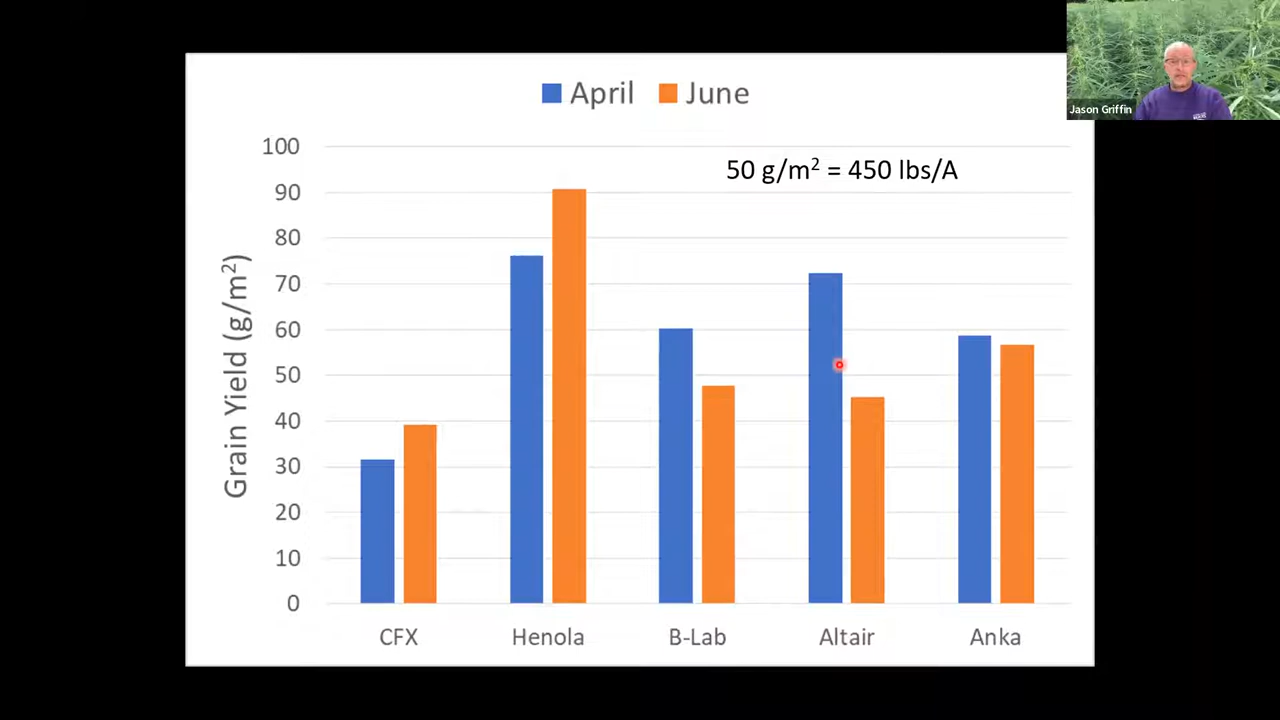 Jason Griffin
April June
50 g/m² = 450 lbs/A
Grain Yield (g/m²)
100
90
80
70
60
50
40
30
20
10
0
CFX Henola B-Lab Altair Anka